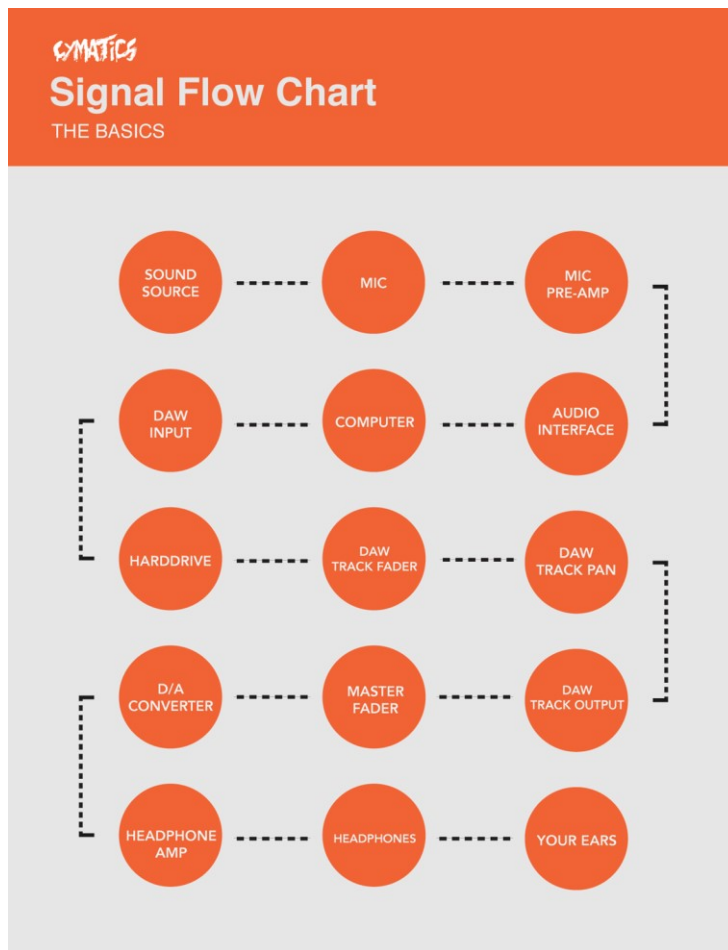 CYMATICS
Signal Flow Chart
THE BASICS
SOUND
SOURCE
MIC
MIC
PRE-AMP
DAW
INPUT
COMPUTER
AUDIO
INTERFACE
HARDDRIVE
DAW
TRACK FADER
DAW
TRACK PAN
D/A
CONVERTER
MASTER
FADER
DAW
TRACK OUTPUT
HEADPHONE
AMP
HEADPHONES
YOUR EARS